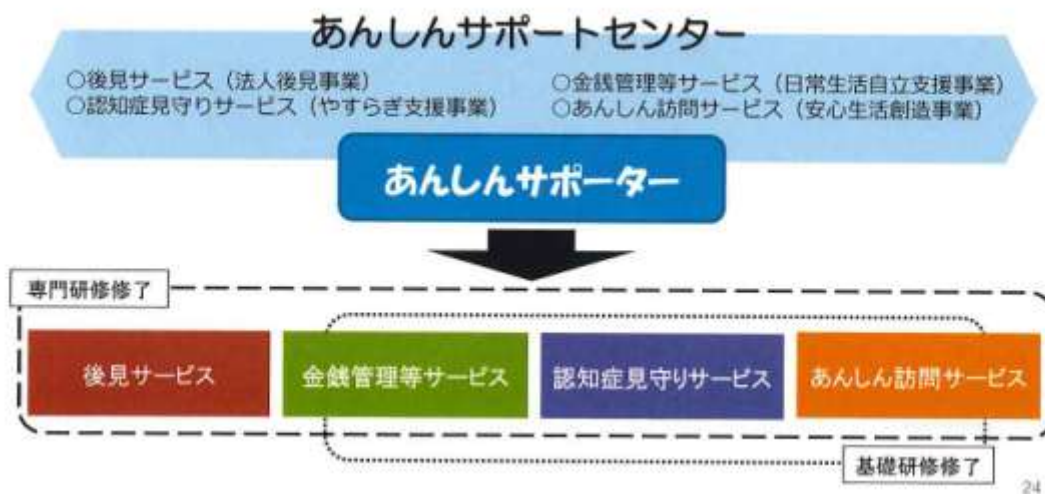 あんしんサポートセンター
○後見サービス（法人後見事業）
○金銭管理等サービス（日常生活自立支援事業）
○認知症見守りサービス（やすらぎ支援事業）
○あんしん訪問サービス（安心生活創造事業）
あんしんサポーター
専門研修修了
後見サービス
金銭管理等サービス
認知症見守りサービス
あんしん訪問サービス
基礎研修修了
24